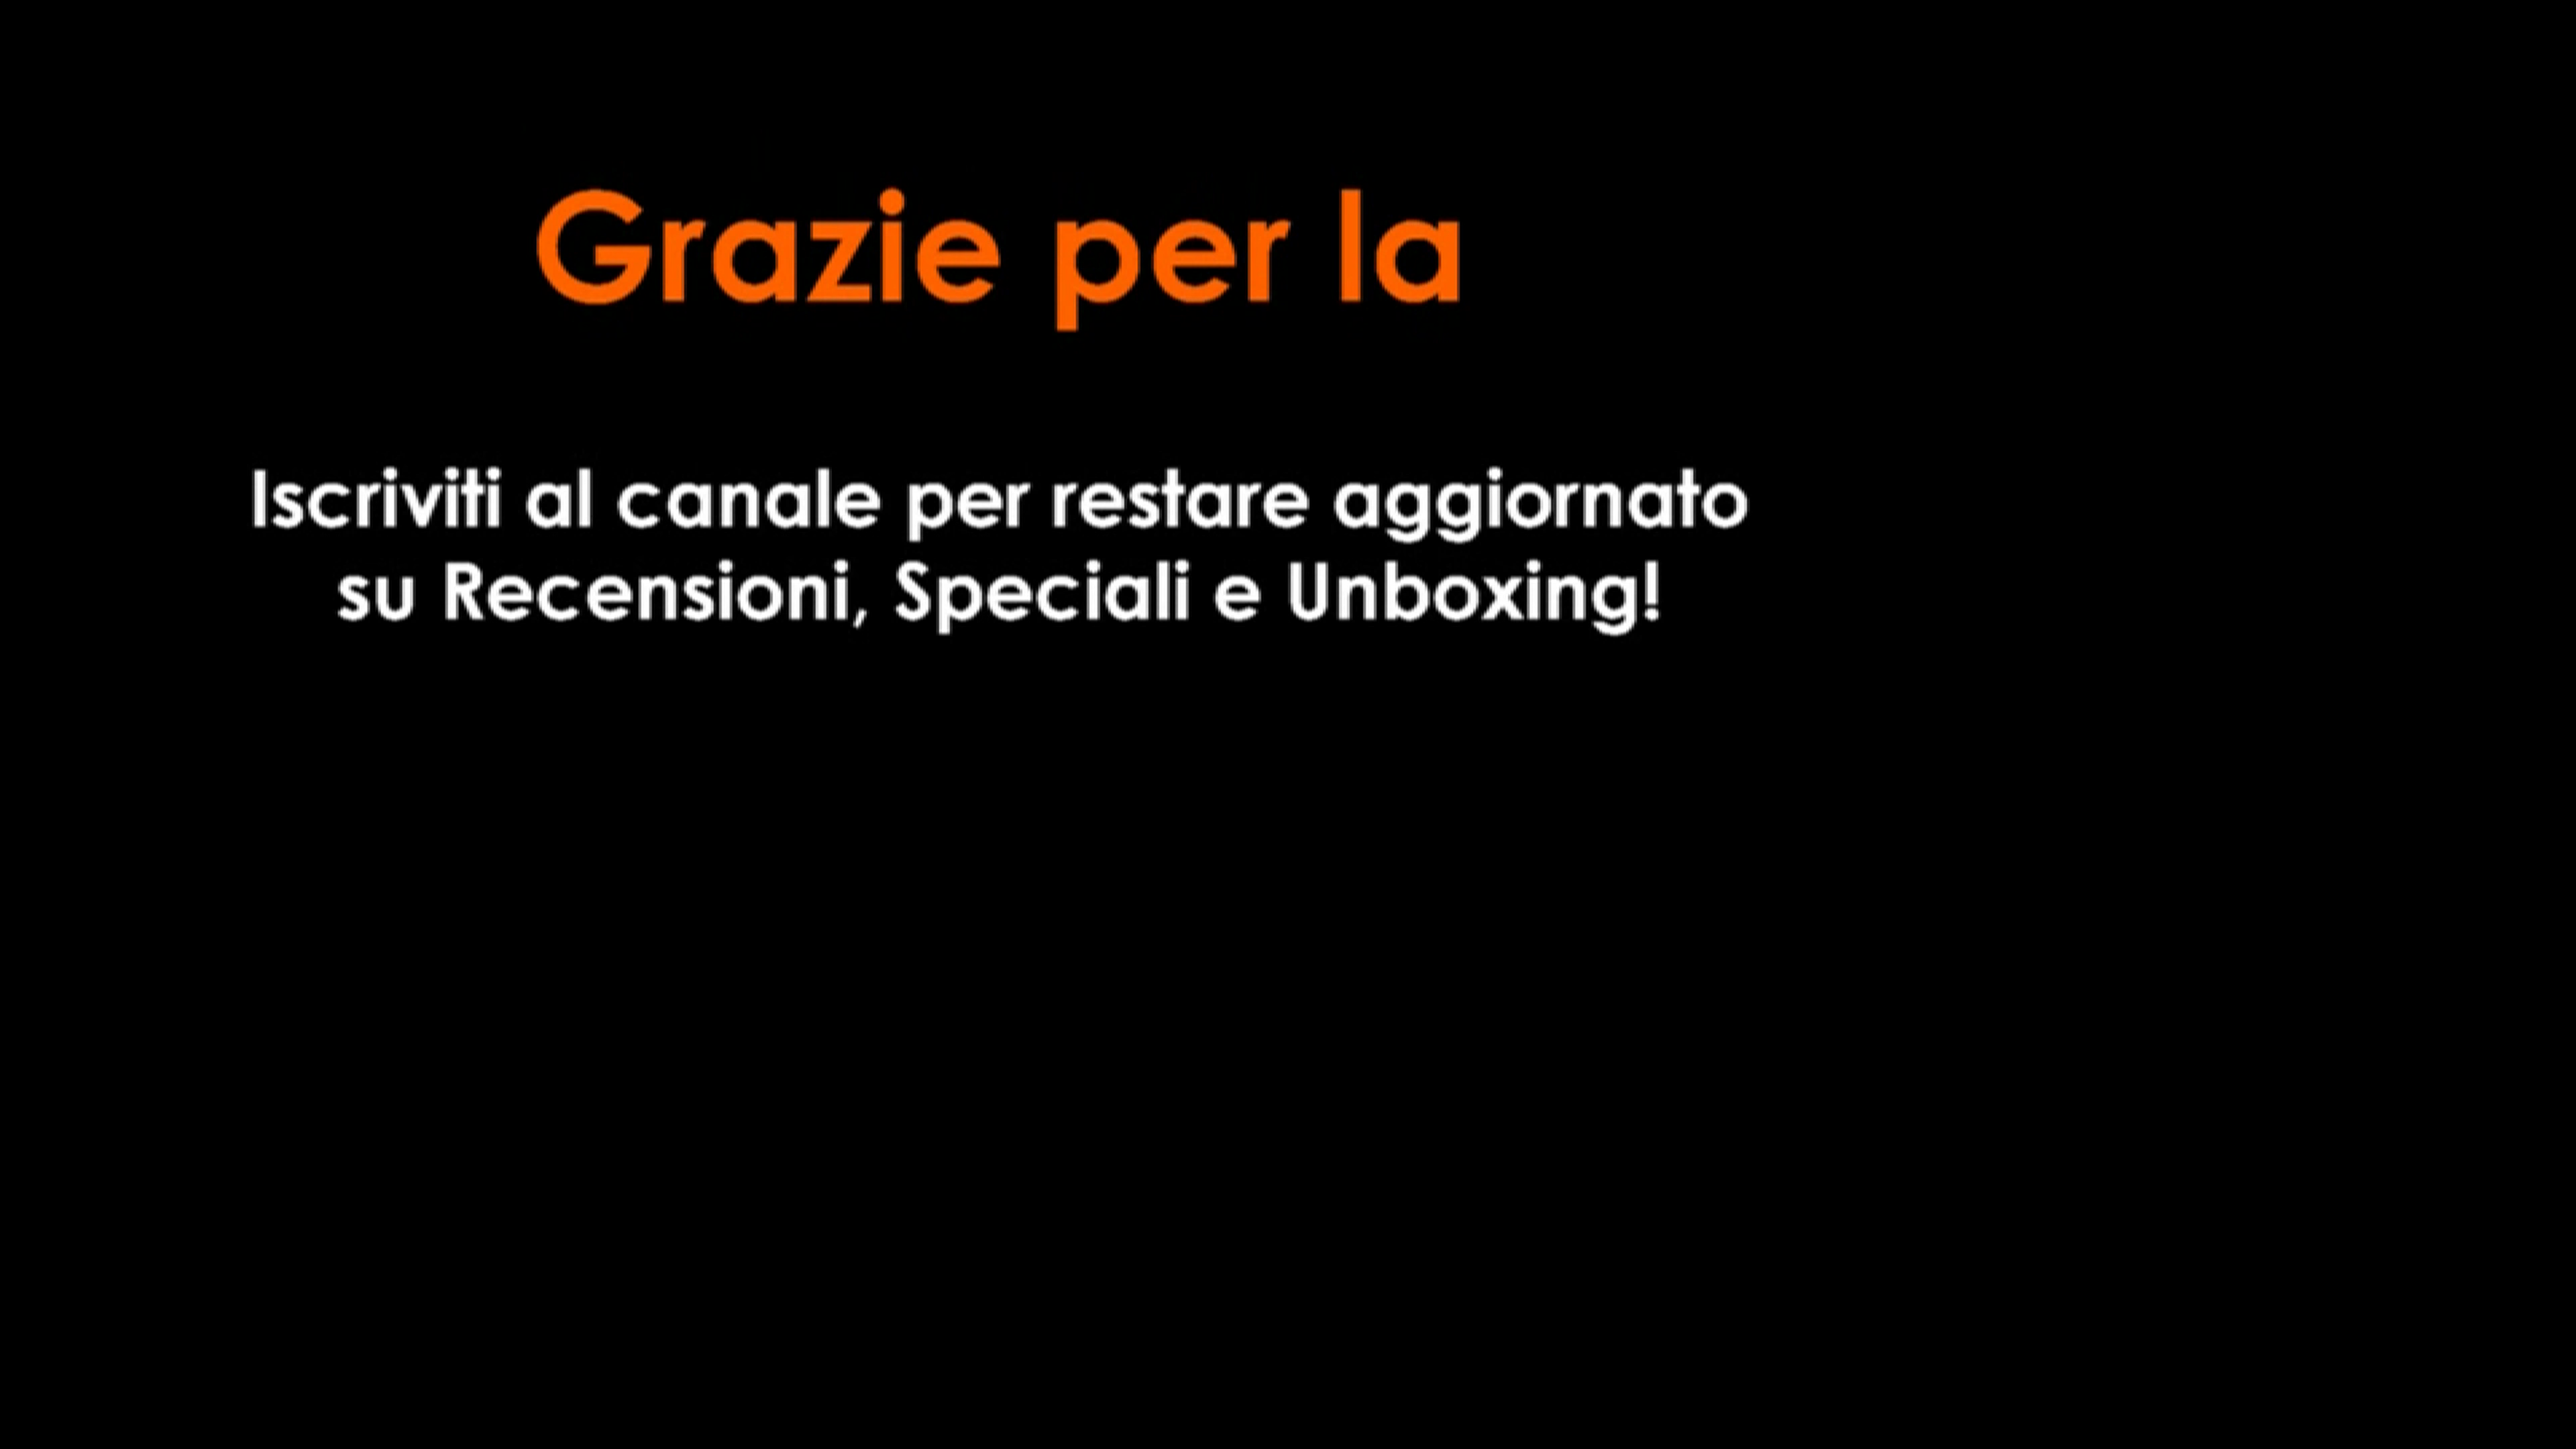 Grazie per la
Iscriviti al canale per restare aggiornato
su Recensioni, Speciali e Unboxing!